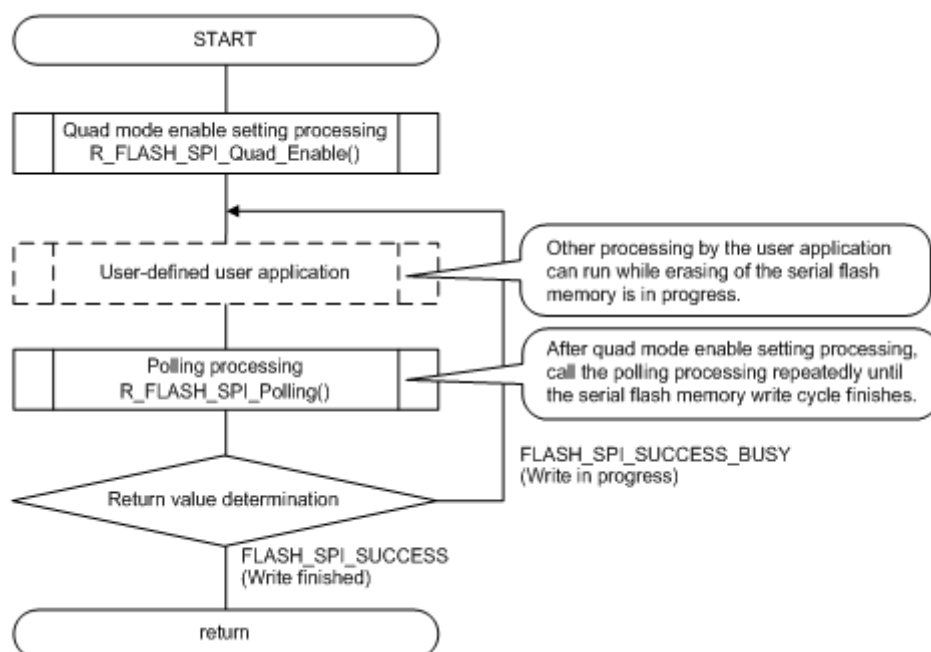 START
Quad mode enable setting processing
R_FLASH_SPI_Quad_Enable()
User-defined user application
Other processing by the user application
can run while erasing of the serial flash
memory is in progress.
Polling processing
R_FLASH_SPI_Polling()
After quad mode enable setting processing,
call the polling processing repeatedly until
the serial flash memory write cycle finishes.
FLASH_SPI_SUCCESS_BUSY
(Write in progress)
Return value determination
FLASH_SPI_SUCCESS
(Write finished)
return